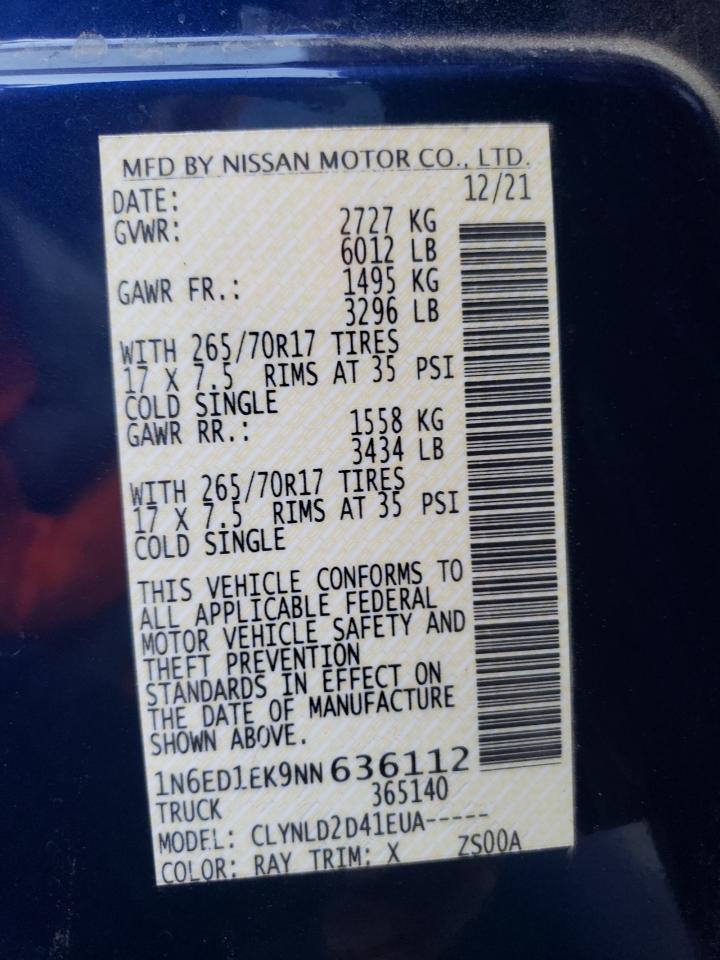 MFD BY NISSAN MOTOR CO., LTD.
DATE: 12/21
GVWR: 2727 KG
6012 LB
GAWR FR.: 1495 KG
3296 LB
WITH 265/70R17 TIRES
17 X 7.5 RIMS AT 35 PSI
COLD SINGLE
GAWR RR.: 1558 KG
3434 LB
WITH 265/70R17 TIRES
17 X 7.5 RIMS AT 35 PSI
COLD SINGLE
THIS VEHICLE CONFORMS TO
ALL APPLICABLE FEDERAL
MOTOR VEHICLE SAFETY AND
THEFT PREVENTION
STANDARDS IN EFFECT ON
THE DATE OF MANUFACTURE
SHOWN ABOVE.
1N6ED1EK9NN636112
TRUCK 365140
MODEL: CLYNLD2D41EUA-----
COLOR: RAY TRIM: X ZS00A